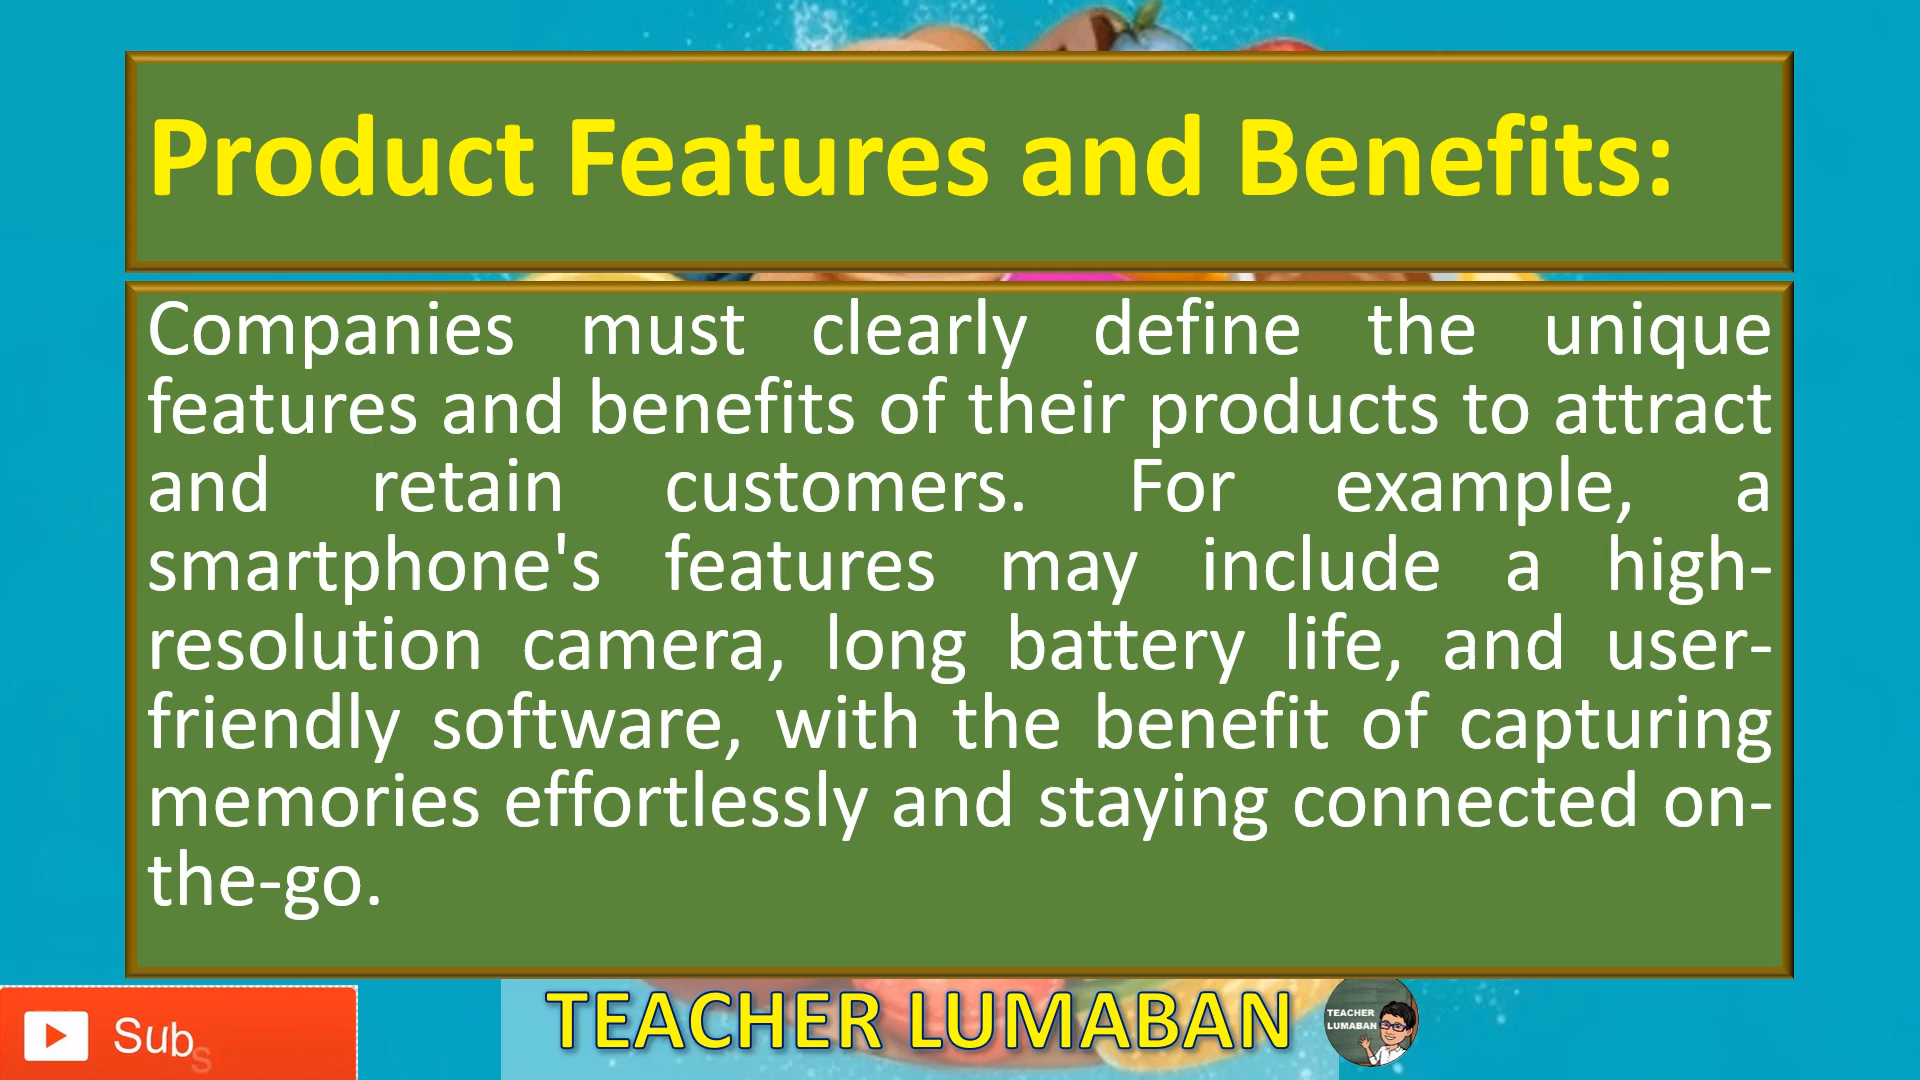 Product Features and Benefits:
Companies must clearly define the unique
features and benefits of their products to attract
and retain customers. For example, a
smartphone's features may include a high-
resolution camera, long battery life, and user-
friendly software, with the benefit of capturing
memories effortlessly and staying connected on-
the-go.
Subs
TEACHER LUMABAN
TEACHER
LUMABAN